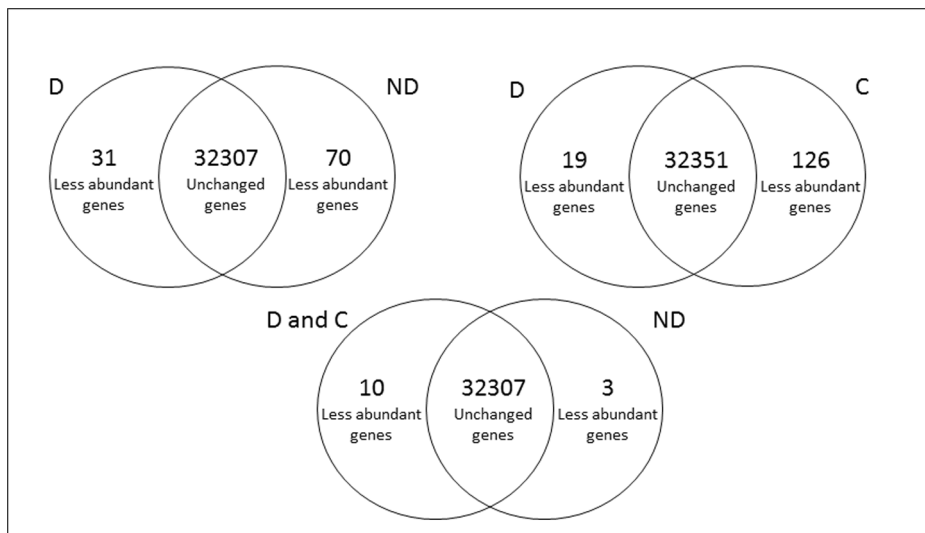 D
ND
31
Less abundant
genes
32307
Unchanged
genes
70
Less abundant
genes
D
C
19
Less abundant
genes
32351
Unchanged
genes
126
Less abundant
genes
D and C
ND
10
Less abundant
genes
32307
Unchanged
genes
3
Less abundant
genes